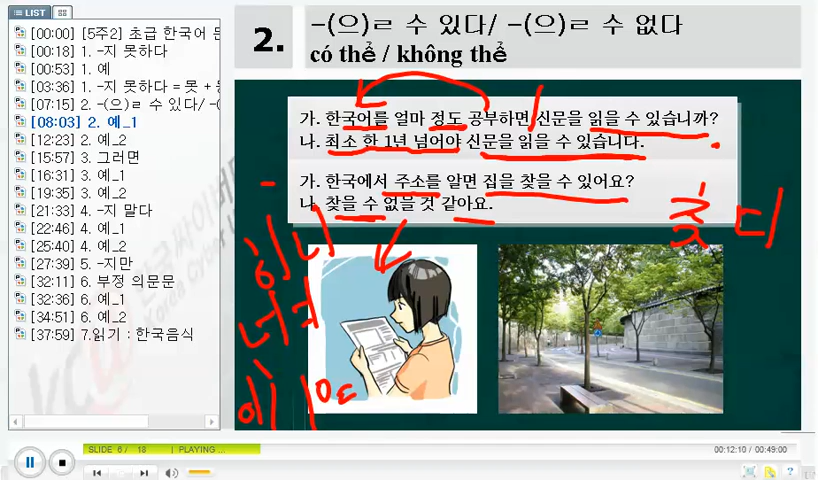 LIST
[00:00] [5주2] 초급 한국어 문
[00:18] 1. -지 못하다
[00:53] 1. 예
[03:36] 1. -지 못하다 = 못 +
[07:15] 2. -(으)ㄹ 수 있다/ -(으
[08:03] 2. 예_1
[12:23] 2. 예_2
[15:57] 3. 그러면
[16:31] 3. 예_1
[19:35] 3. 예_2
[21:33] 4. -지 말다
[22:46] 4. 예_1
[25:40] 4. 예_2
[27:39] 5. -지만
[32:11] 6. 부정 의문문
[32:36] 6. 예_1
[35:09] 6. 예_2
[37:59] 7.읽기 : 한국음식
2.
-(으)ㄹ 수 있다/ -(으)ㄹ 수 없다
có thể / không thể
가. 한국어를 얼마 정도 공부하면 신문을 읽을 수 있습니까?
나. 최소 한 1년 넘어야 신문을 읽을 수 있습니다.
가. 한국에서 주소를 알면 집을 찾을 수 있어요?
나. 찾을 수 없을 것 같아요.
SLIDE 6 / 18 | PLAYING ...
00:12:10 / 00:49:00